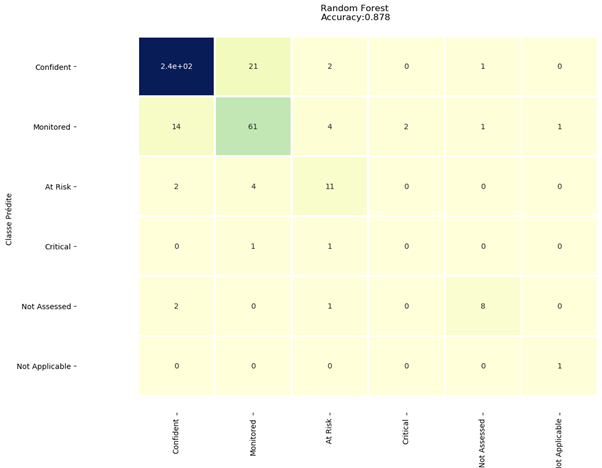 Random Forest
Accuracy:0.878
Confident 2.4e+02 21 2 0 1 0
Monitored 14 61 4 2 1 1
At Risk 2 4 11 0 0 0
Critical 0 1 1 0 0 0
Not Assessed 2 0 1 0 8 0
Not Applicable 0 0 0 0 0 1
Classe Prédite
Confident
Monitored
At Risk
Critical
Not Assessed
ot Applicable